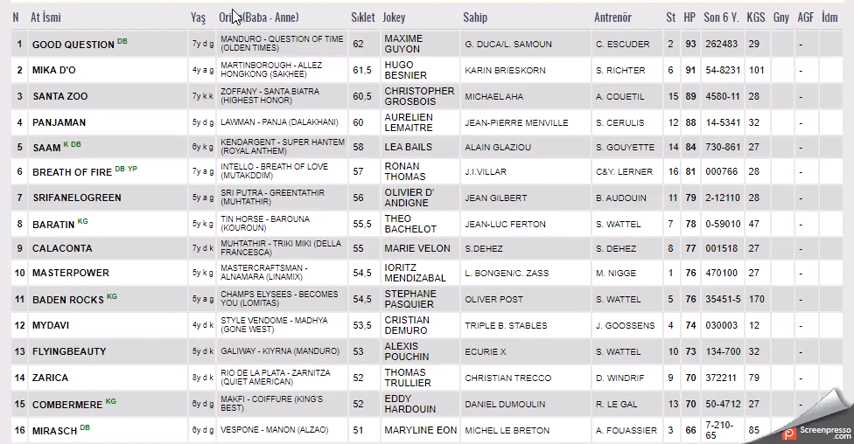 N At İsmi Yaş Orij (Baba - Anne) Sıklet Jokey Sahip Antrenör St HP Son 6 Y. KGS Gny AGF İdm
1 GOOD QUESTION DB 7y d g MANDURO - QUESTION OF TIME (OLDEN TIMES) 62 MAXIME GUYON G. DUCA/L. SAMOUN C. ESCUDER 2 93 262483 29 -
2 MIKA D'O 4y a g MARTINBOROUGH - ALLEZ HONGKONG (SAKHEE) 61,5 HUGO BESNIER KARIN BRIESKORN S. RICHTER 6 91 54-8231 101 -
3 SANTA ZOO 7y k k ZOFFANY - SANTA BIATRA (HIGHEST HONOR) 60,5 CHRISTOPHER GROSBOIS MICHAEL AHA A. COUETIL 15 89 4580-11 28 -
4 PANJAMAN 5y d g LAWMAN - PANJA (DALAKHANI) 60 AURELIEN LEMAITRE JEAN-PIERRE MENVILLE S. CERULIS 12 88 14-5341 32 -
5 SAAM K DB 6y k g KENDARGENT - SUPER HANTEM (ROYAL ANTHEM) 58 LEA BAILS ALAIN GLAZIOU S. GOUYETTE 14 84 730-861 27 -
6 BREATH OF FIRE DB YP 7y a g INTELLO - BREATH OF LOVE (MUTAKDDIM) 57 RONAN THOMAS J.I.VILLAR C&Y. LERNER 16 81 000766 28 -
7 SRIFANELOGREEN 5y a g SRI PUTRA - GREENTATHIR (MUHTATHIR) 56 OLIVIER D' ANDIGNE JEAN GILBERT B. AUDOUIN 11 79 2-12110 28 -
8 BARATIN KG 5y k g TIN HORSE - BAROUNA (KOUROUN) 55,5 THEO BACHELOT JEAN-LUC FERTON S. WATTEL 7 78 0-59010 47 -
9 CALACONTA 7y d k MUHTATHIR - TRIKI MIKI (DELLA FRANCESCA) 55 MARIE VELON S.DEHEZ S. DEHEZ 8 77 001518 27 -
10 MASTERPOWER 5y k g MASTERCRAFTSMAN - ALNAMARA (LINAMIX) 54,5 IORITZ MENDIZABAL L. BONGEN/C. ZASS M. NIGGE 1 76 470100 27 -
11 BADEN ROCKS KG 5y a g CHAMPS ELYSEES - BECOMES YOU (LOMITAS) 54,5 STEPHANE PASQUIER OLIVER POST S. WATTEL 5 76 35451-5 170 -
12 MYDAVI 4y d k STYLE VENDOME - MADHYA (GONE WEST) 53,5 CRISTIAN DEMURO TRIPLE B. STABLES J. GOOSSENS 4 74 030003 12 -
13 FLYINGBEAUTY 5y d k GALIWAY - KIYRNA (MANDURO) 53 ALEXIS POUCHIN ECURIE X S. WATTEL 10 73 134-700 32 -
14 ZARICA 8y d k RIO DE LA PLATA - ZARNITZA (QUIET AMERICAN) 52 THOMAS TRULLIER CHRISTIAN TRECCO D. WINDRIF 9 70 372211 79 -
15 COMBERMERE KG 6y d g MAKFI - COIFFURE (KING'S BEST) 52 EDDY HARDOUIN DANIEL DUMOULIN R. LE GAL 13 70 50-4712 27 -
16 MIRASCH DB 6y d g VESPONE - MANON (ALZAO) 51 MARYLINE EON MICHEL LE BRETON A. FOUASSIER 3 66 7-210-65 85 -
Screenpresso
.com